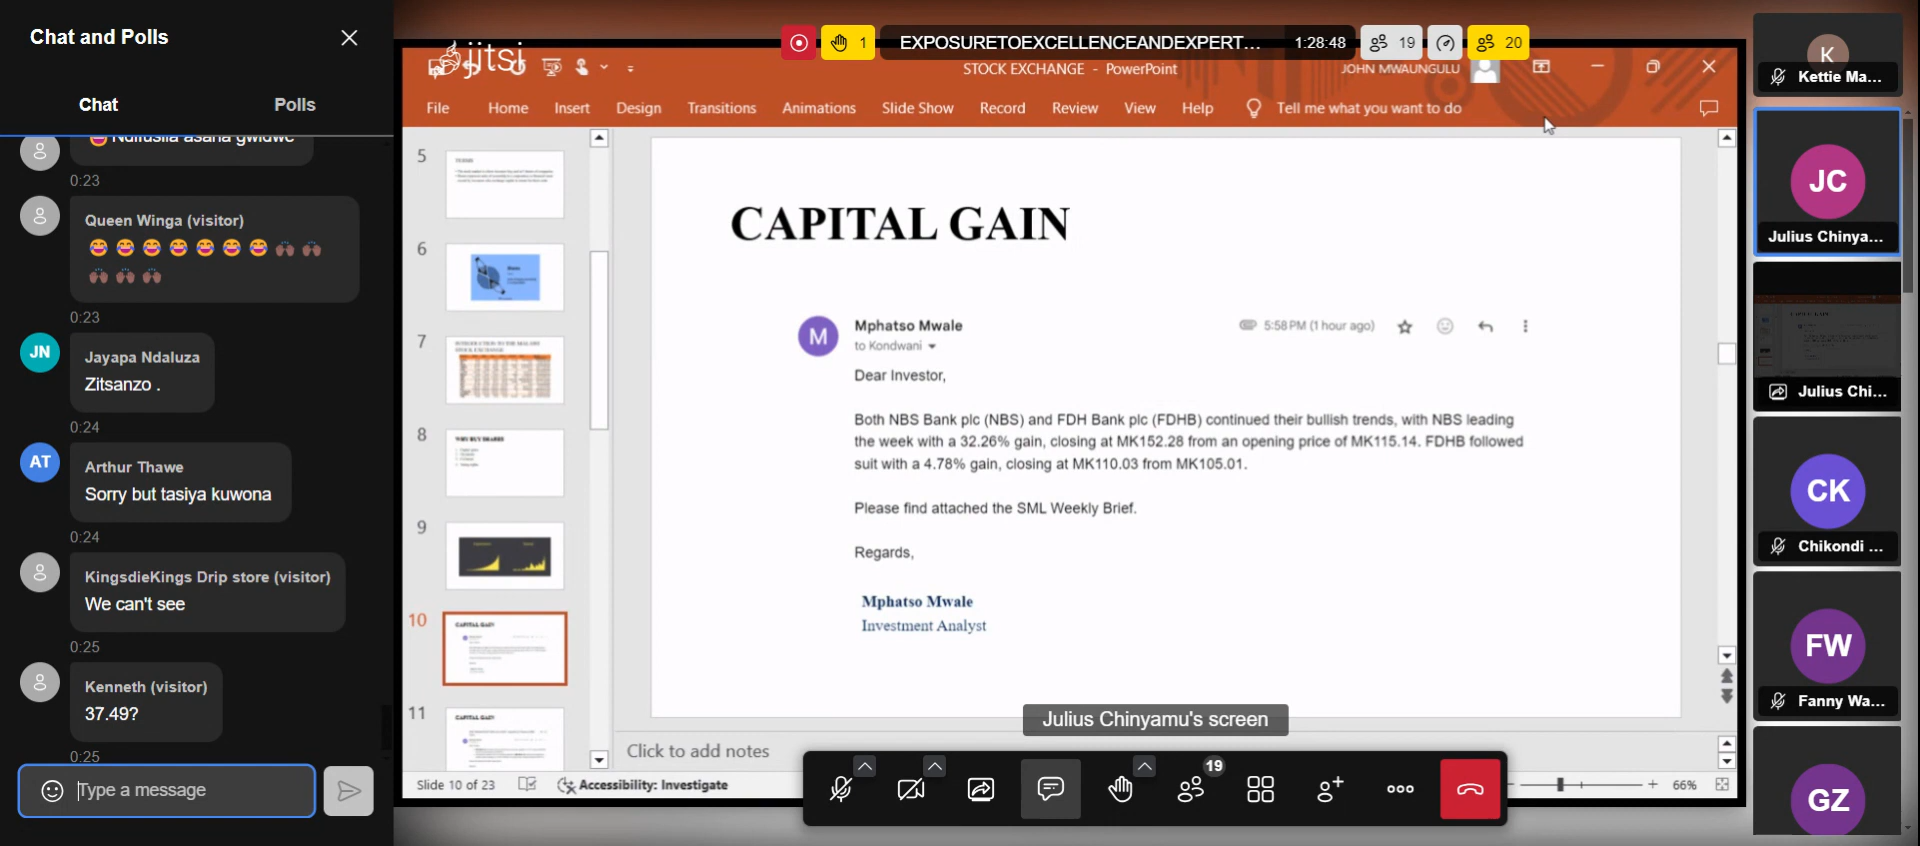 Chat and Polls
Chat
Polls
0:23
Queen Winga (visitor)
😂 😂 😂 😂 😂 😂 😂 🙌🏾 🙌🏾
🙌🏾 🙌🏾 🙌🏾
0:23
JN
Jayapa Ndaluza
Zitsanzo .
0:24
AT
Arthur Thawe
Sorry but tasiya kuwona
0:24
KingsdieKings Drip store (visitor)
We can't see
0:25
Kenneth (visitor)
37.49?
0:25
Type a message
jitsi
1
EXPOSURETOEXCELLENCEANDEXPERT...
1:28:48
19
20
STOCK EXCHANGE - PowerPoint
JOHN MWAUNGULU
File
Home
Insert
Design
Transitions
Animations
Slide Show
Record
Review
View
Help
Tell me what you want to do
5
6
7
8
WHY BUY SHARES
9
10
CAPITAL GAIN
11
CAPITAL GAIN
CAPITAL GAIN
M
Mphatso Mwale
5:58 PM (1 hour ago)
to Kondwani
Dear Investor,
Both NBS Bank plc (NBS) and FDH Bank plc (FDHB) continued their bullish trends, with NBS leading
the week with a 32.26% gain, closing at MK152.28 from an opening price of MK115.14. FDHB followed
suit with a 4.78% gain, closing at MK110.03 from MK105.01.
Please find attached the SML Weekly Brief.
Regards,
Mphatso Mwale
Investment Analyst
Julius Chinyamu's screen
Click to add notes
Slide 10 of 23
Accessibility: Investigate
19
66%
K
Kettie Ma...
JC
Julius Chinya...
Julius Chi...
CK
Chikondi ...
FW
Fanny Wa...
GZ